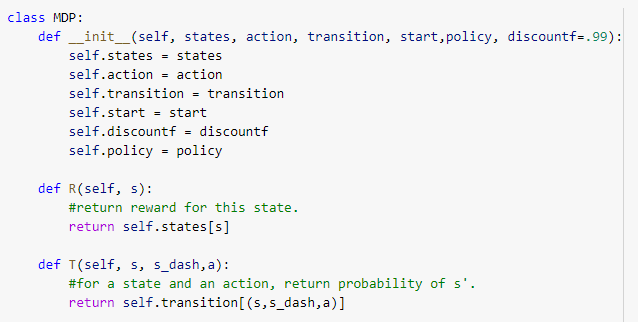 class MDP:
    def __init__(self, states, action, transition, start,policy, discountf=.99):
        self.states = states
        self.action = action
        self.transition = transition
        self.start = start
        self.discountf = discountf
        self.policy = policy
    def R(self, s):
        #return reward for this state.
        return self.states[s]
    def T(self, s, s_dash,a):
        #for a state and an action, return probability of s'.
        return self.transition[(s,s_dash,a)]